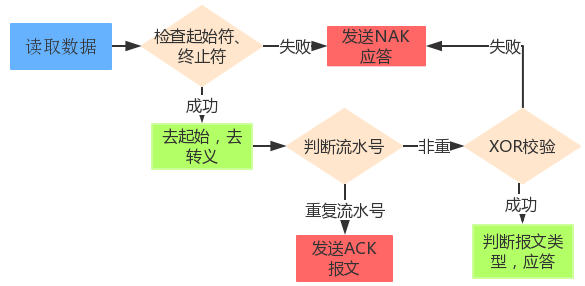 读取数据
检查起始符、
终止符
失败
发送NAK
应答
失败
成功
去起始，去
转义
判断流水号
非重
XOR校验
重复流水号
成功
发送ACK
报文
判断报文类
型，应答